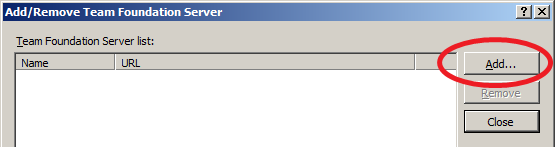 Add/Remove Team Foundation Server
Team Foundation Server list:
Name URL
Add...
Remove
Close